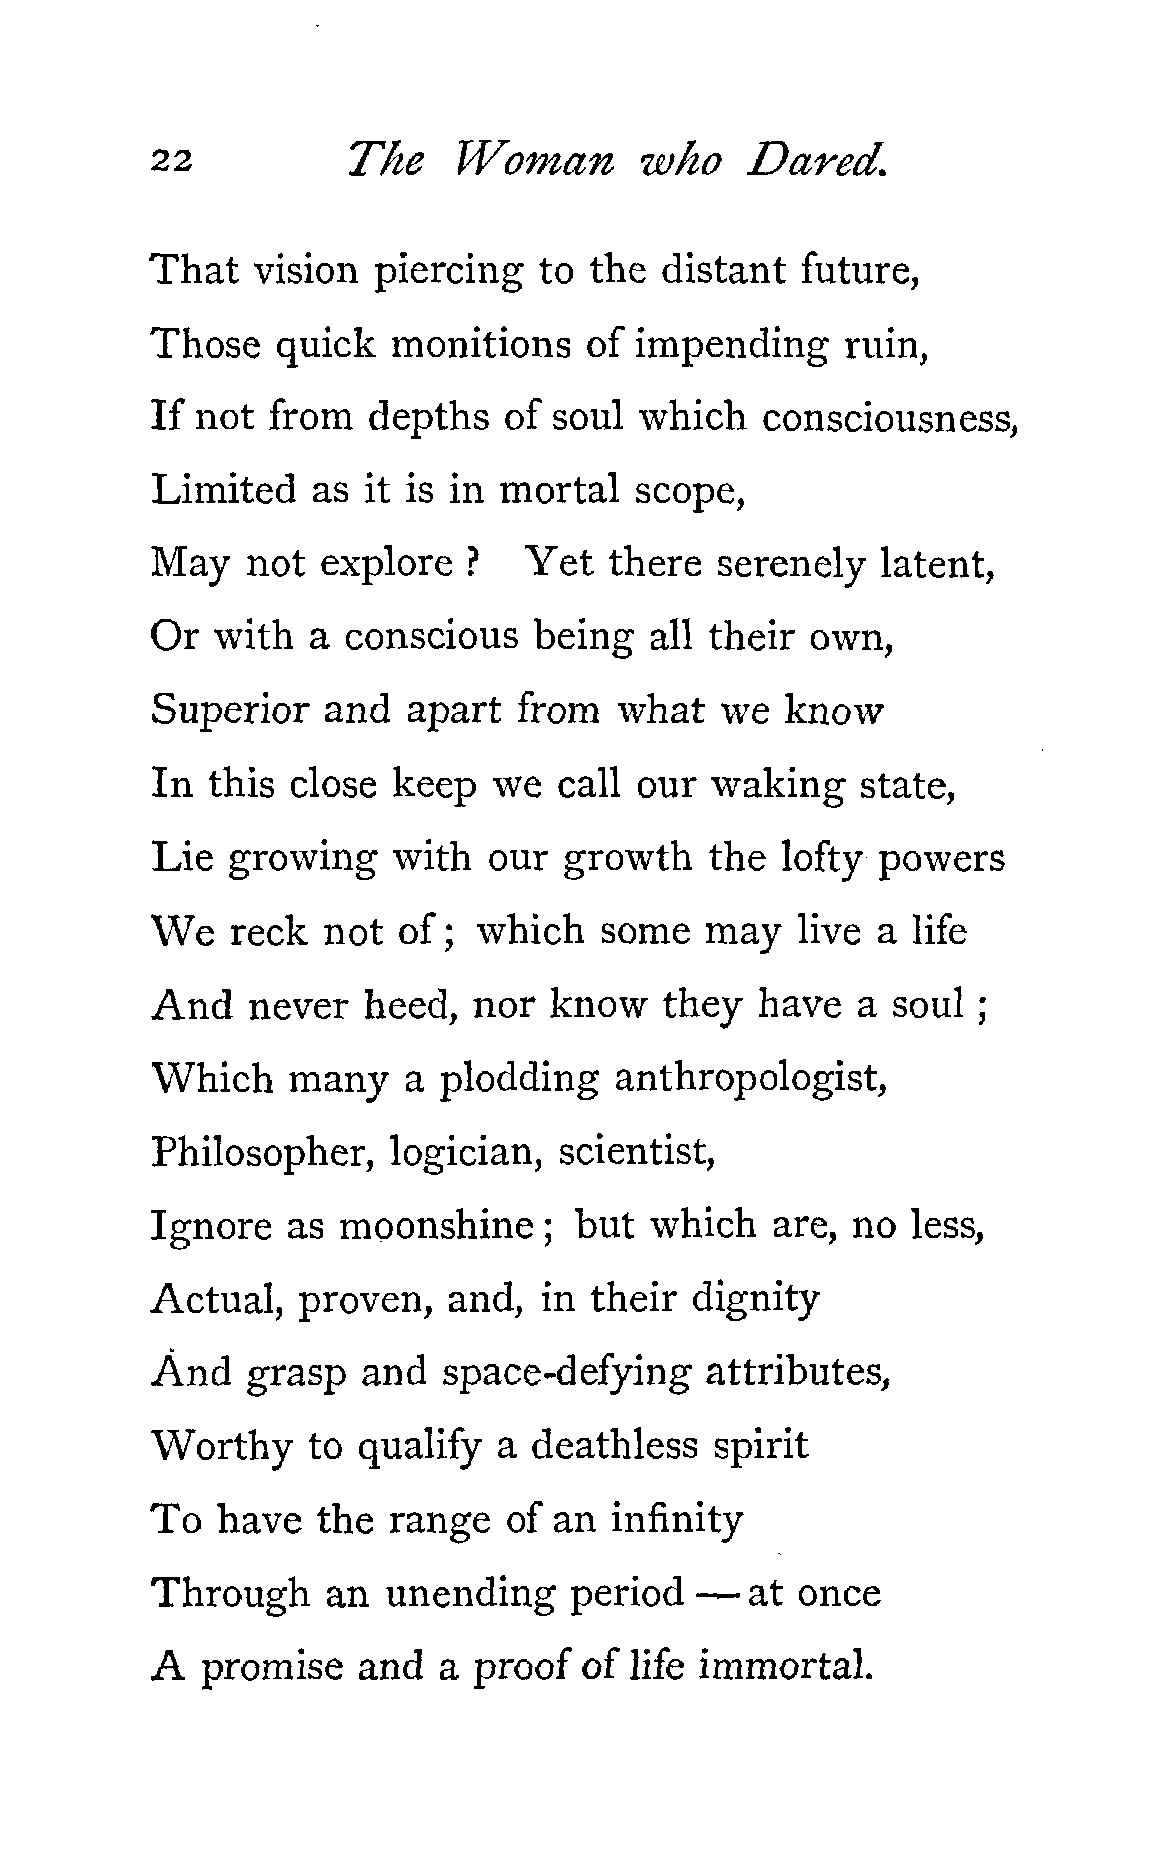 22 The Woman who Dared.
That vision piercing to the distant future,
Those quick monitions of impending ruin,
If not from depths of soul which consciousness,
Limited as it is in mortal scope,
May not explore ? Yet there serenely latent,
Or with a conscious being all their own,
Superior and apart from what we know
In this close keep we call our waking state,
Lie growing with our growth the lofty powers
We reck not of ; which some may live a life
And never heed, nor know they have a soul ;
Which many a plodding anthropologist,
Philosopher, logician, scientist,
Ignore as moonshine ; but which are, no less,
Actual, proven, and, in their dignity
And grasp and space-defying attributes,
Worthy to qualify a deathless spirit
To have the range of an infinity
Through an unending period — at once
A promise and a proof of life immortal.